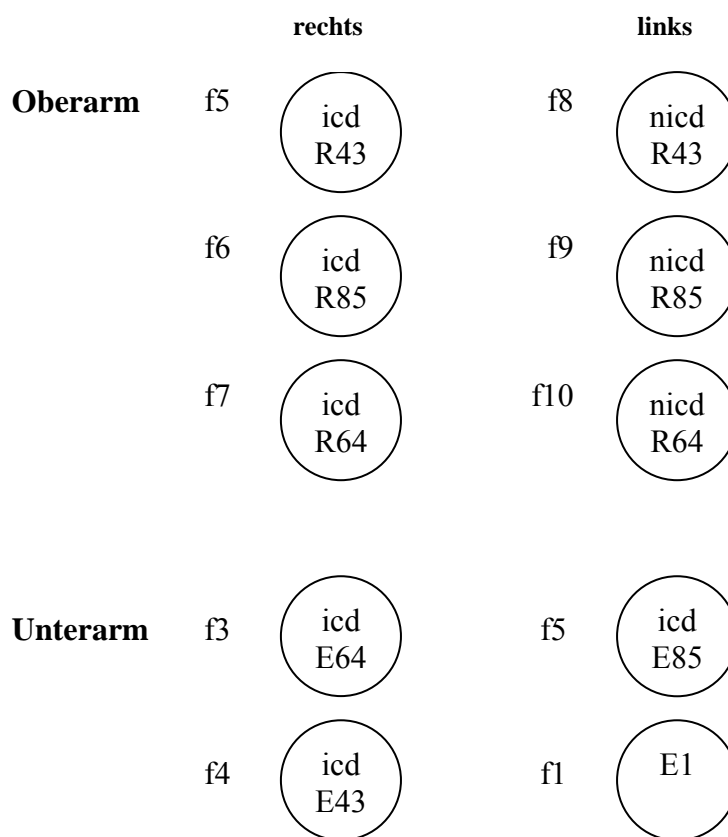 rechts links
Oberarm f5 icd R43 f8 nicd R43
f6 icd R85 f9 nicd R85
f7 icd R64 f10 nicd R64
Unterarm f3 icd E64 f5 icd E85
f4 icd E43 f1 E1